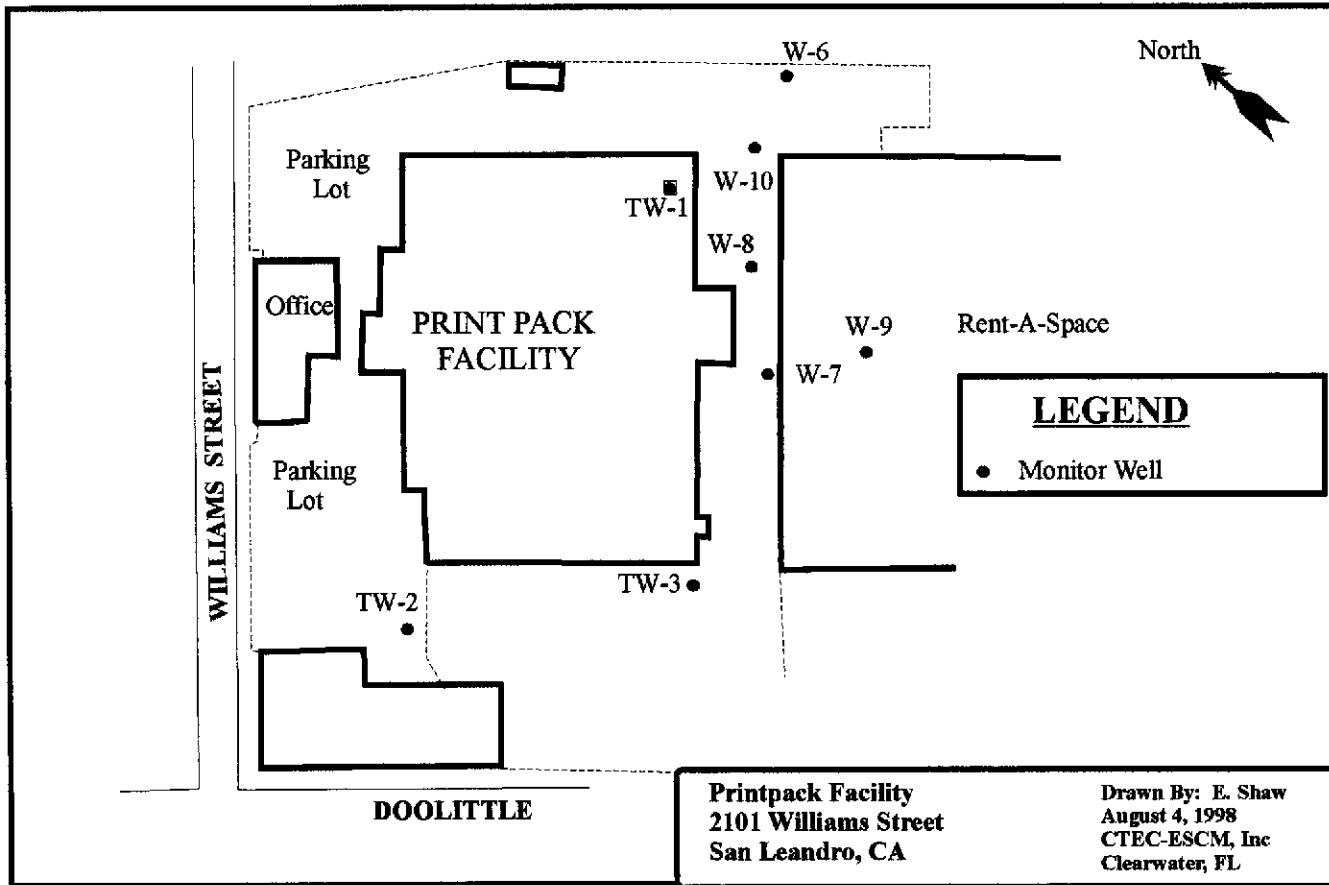 W-6
North
Parking
Lot
W-10
TW-1
W-8
Office
PRINT PACK
FACILITY
W-9
Rent-A-Space
W-7
WILLIAMS STREET
LEGEND
Monitor Well
Parking
Lot
TW-3
TW-2
DOOLITTLE
Printpack Facility
2101 Williams Street
San Leandro, CA
Drawn By: E. Shaw
August 4, 1998
CTEC-ESCM, Inc
Clearwater, FL